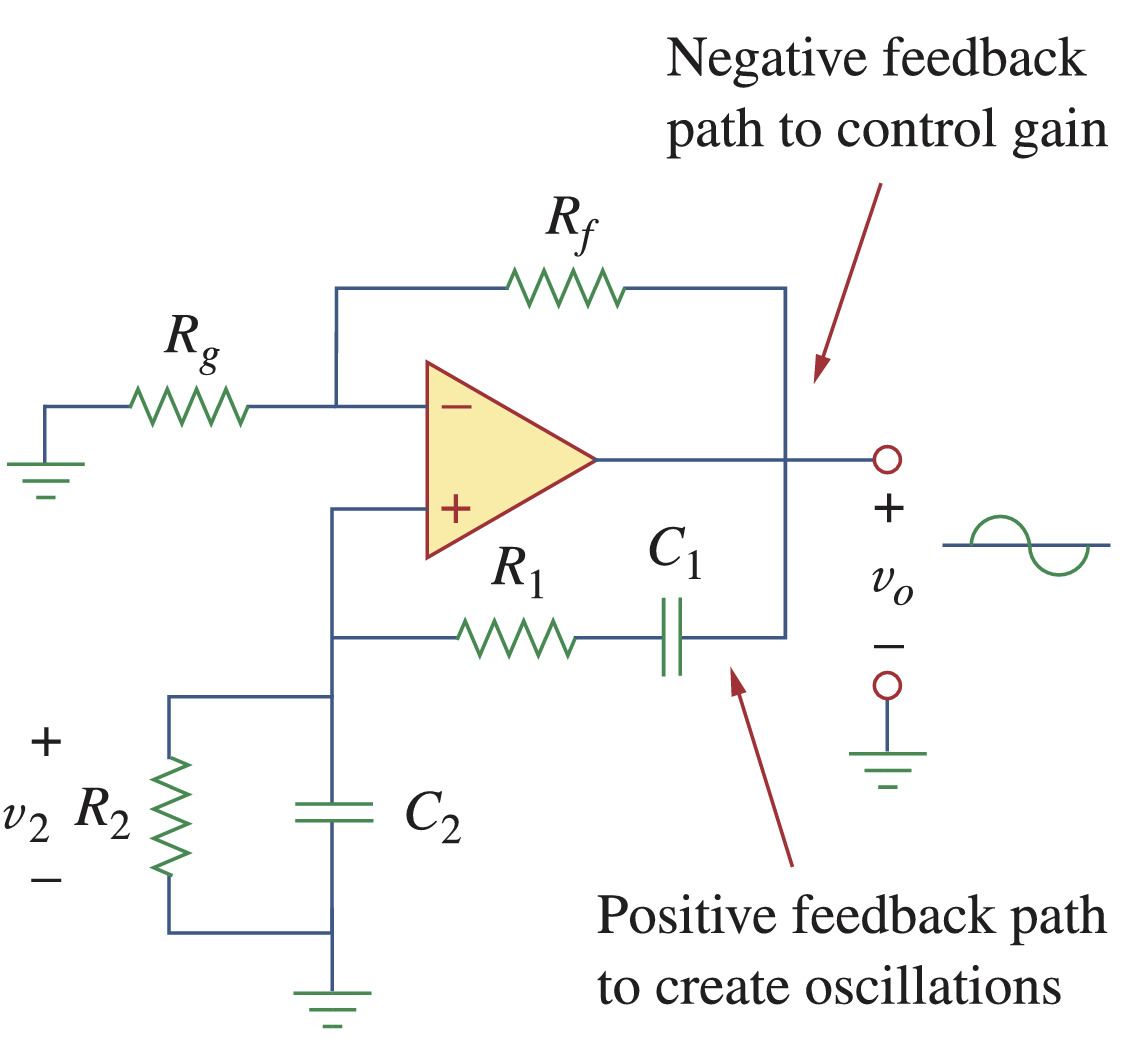 Negative feedback
path to control gain
R_f
R_g
−
+
R_1
C_1
+
v_o
−
+
v_2
R_2
−
C_2
Positive feedback path
to create oscillations